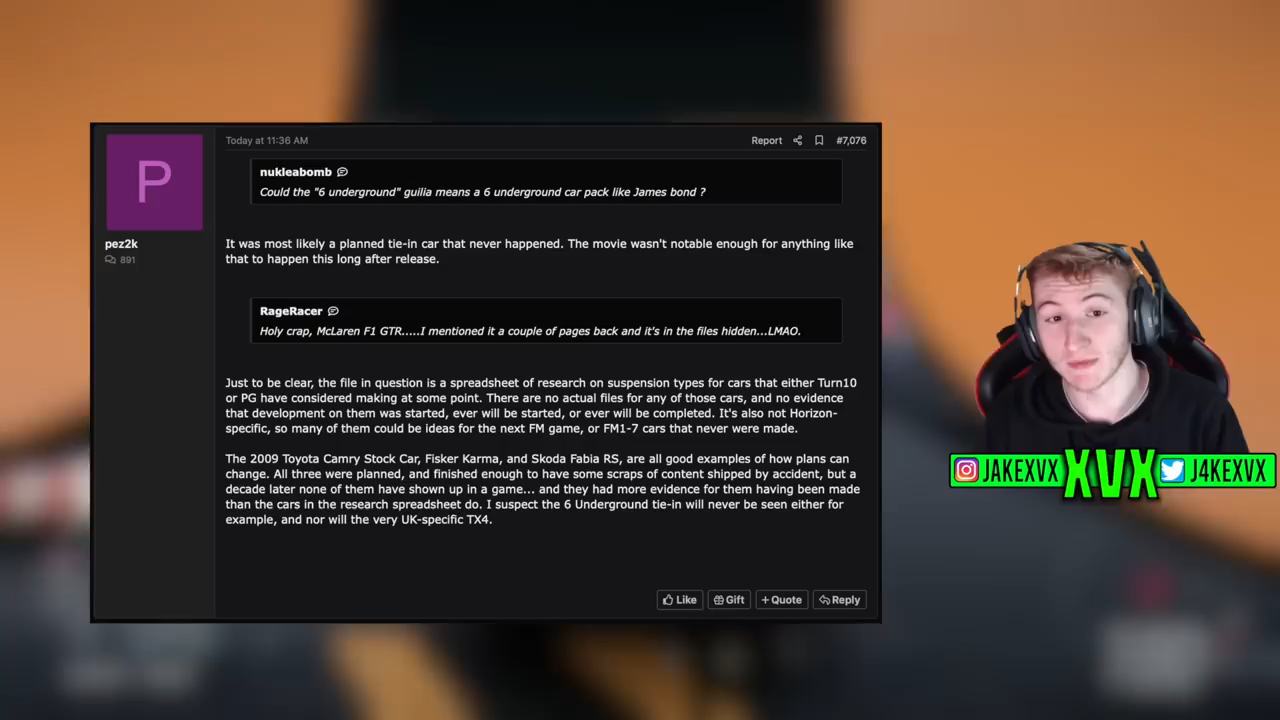 P
Today at 11:36 AM
Report
#7,076
nukleabomb
Could the "6 underground" guilia means a 6 underground car pack like James bond ?
pez2k
891
It was most likely a planned tie-in car that never happened. The movie wasn't notable enough for anything like
that to happen this long after release.
RageRacer
Holy crap, McLaren F1 GTR.....I mentioned it a couple of pages back and it's in the files hidden...LMAO.
Just to be clear, the file in question is a spreadsheet of research on suspension types for cars that either Turn10
or PG have considered making at some point. There are no actual files for any of those cars, and no evidence
that development on them was started, ever will be started, or ever will be completed. It's also not Horizon-
specific, so many of them could be ideas for the next FM game, or FM1-7 cars that never were made.
The 2009 Toyota Camry Stock Car, Fisker Karma, and Skoda Fabia RS, are all good examples of how plans can
change. All three were planned, and finished enough to have some scraps of content shipped by accident, but a
decade later none of them have shown up in a game... and they had more evidence for them having been made
than the cars in the research spreadsheet do. I suspect the 6 Underground tie-in will never be seen either for
example, and nor will the very UK-specific TX4.
Like
Gift
+Quote
Reply
JAKEXVX
XVX
J4KEXVX